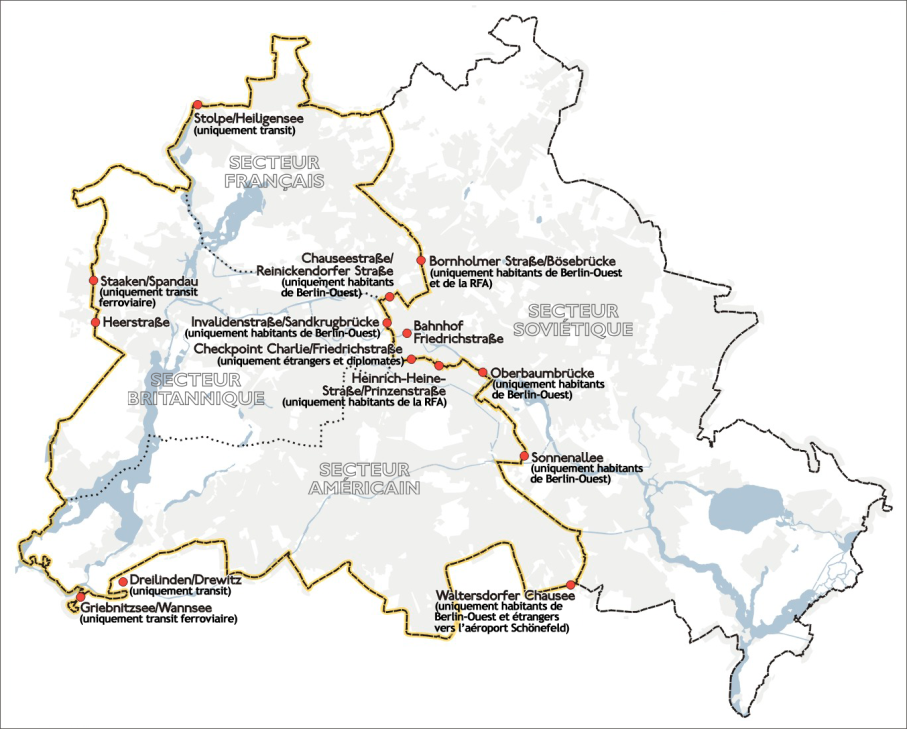 Stolpe/Heiligensee
(uniquement transit)
SECTEUR
FRANÇAIS
Chauseestraße/
Reinickendorfer Straße
(uniquement habitants
de Berlin-Ouest)
Bornholmer Straße/Bösebrücke
(uniquement habitants de Berlin-Ouest
et de la RFA)
Staaken/Spandau
(uniquement transit
ferroviaire)
Heerstraße
Invalidenstraße/Sandkrugbrücke
(uniquement habitants de Berlin-Ouest)
Bahnhof
Friedrichstraße
SECTEUR
SOVIÉTIQUE
Checkpoint Charlie/Friedrichstraße
(uniquement étrangers et diplomates)
Heinrich-Heine-
Straße/Prinzenstraße
(uniquement habitants de la RFA)
Oberbaumbrücke
(uniquement habitants
de Berlin-Ouest)
SECTEUR
BRITANNIQUE
Sonnenallee
(uniquement habitants
de Berlin-Ouest)
SECTEUR
AMÉRICAIN
Dreilinden/Drewitz
(uniquement transit)
Griebnitzsee/Wannsee
(uniquement transit ferroviaire)
Waltersdorfer Chausee
(uniquement habitants de
Berlin-Ouest et étrangers
vers l'aéroport Schönefeld)